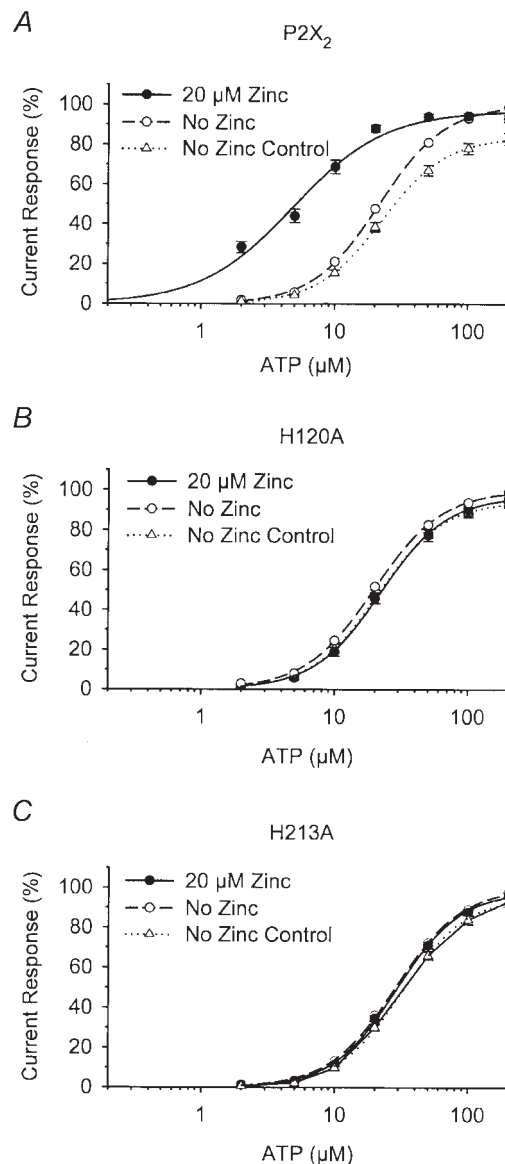 A
P2X₂
Current Response (%)
100
80
60
40
20
0
20 µM Zinc
No Zinc
No Zinc Control
1
10
100
ATP (µM)
B
H120A
Current Response (%)
100
80
60
40
20
0
20 µM Zinc
No Zinc
No Zinc Control
1
10
100
ATP (µM)
C
H213A
Current Response (%)
100
80
60
40
20
0
20 µM Zinc
No Zinc
No Zinc Control
1
10
100
ATP (µM)